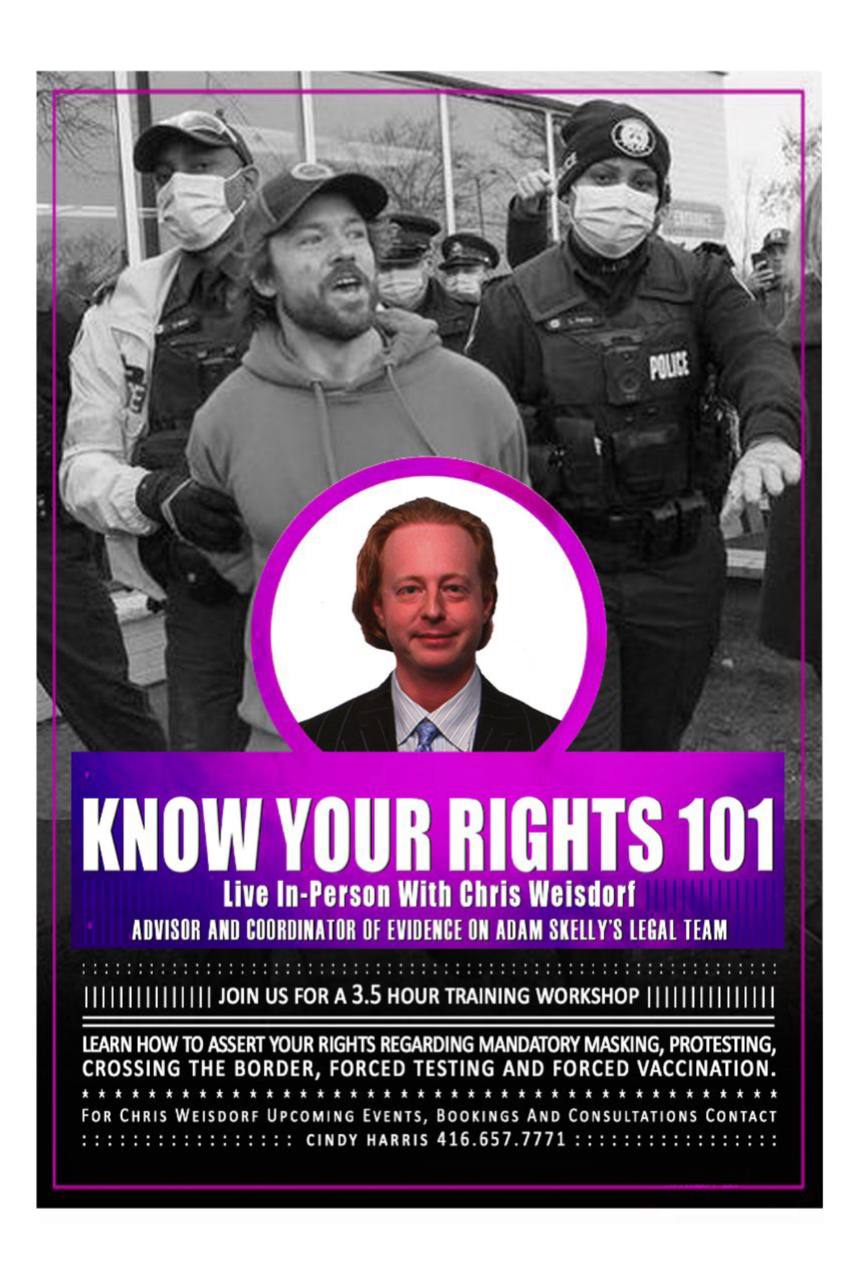 POLICE
KNOW YOUR RIGHTS 101
Live In-Person With Chris Weisdorf
ADVISOR AND COORDINATOR OF EVIDENCE ON ADAM SKELLY'S LEGAL TEAM
JOIN US FOR A 3.5 HOUR TRAINING WORKSHOP
LEARN HOW TO ASSERT YOUR RIGHTS REGARDING MANDATORY MASKING, PROTESTING,
CROSSING THE BORDER, FORCED TESTING AND FORCED VACCINATION.
FOR CHRIS WEISDORF UPCOMING EVENTS, BOOKINGS AND CONSULTATIONS CONTACT
CINDY HARRIS 416.657.7771